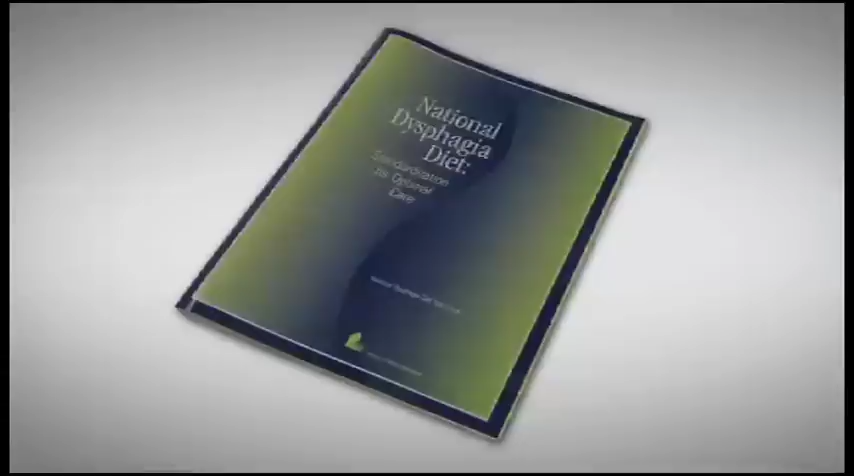 National
Dysphagia
Diet:
Standardization
for Optimal
Care